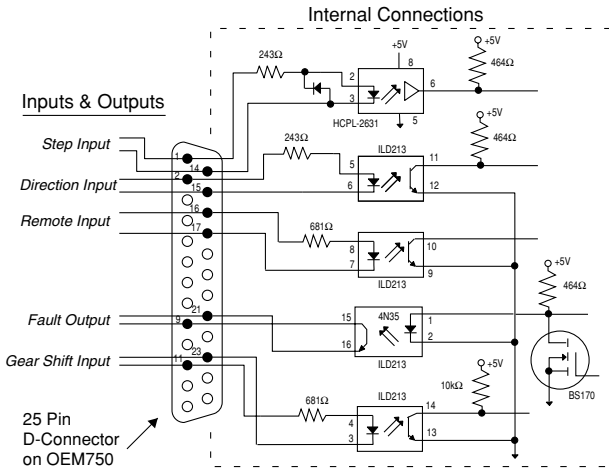 Internal Connections
Inputs & Outputs
+5V
+5V
243Ω
2
8
6
464Ω
3
5
HCPL-2631
Step Input
1
14
+5V
243Ω
ILD213
464Ω
5
11
6
12
Direction Input
2
15
Remote Input
16
17
681Ω
8
10
7
9
ILD213
+5V
464Ω
Fault Output
21
9
15
4N35
1
16
2
ILD213
BS170
Gear Shift Input
23
11
681Ω
ILD213
10kΩ
+5V
4
14
3
13
25 Pin
D-Connector
on OEM750